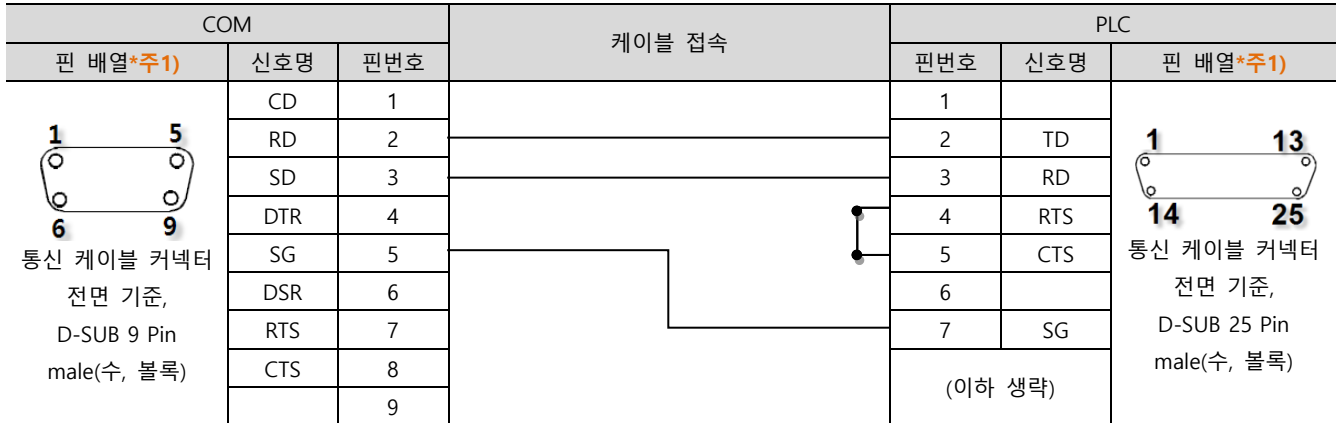 COM 케이블 접속 PLC
핀 배열*주1) 신호명 핀번호 핀번호 신호명 핀 배열*주1)
CD 1 1
RD 2 2 TD
SD 3 3 RD
DTR 4 4 RTS
SG 5 5 CTS
DSR 6 6
RTS 7 7 SG
CTS 8 (이하 생략)
9
1 5
6 9
통신 케이블 커넥터
전면 기준,
D-SUB 9 Pin
male(수, 볼록)
1 13
14 25
통신 케이블 커넥터
전면 기준,
D-SUB 25 Pin
male(수, 볼록)